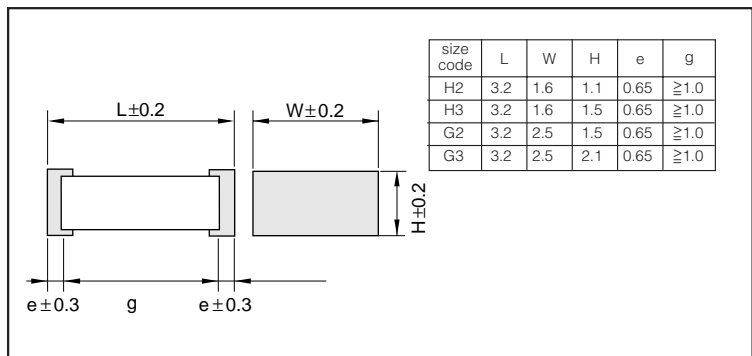 size code L W H e g
H2 3.2 1.6 1.1 0.65 ≧1.0
H3 3.2 1.6 1.5 0.65 ≧1.0
G2 3.2 2.5 1.5 0.65 ≧1.0
G3 3.2 2.5 2.1 0.65 ≧1.0
L±0.2 W±0.2
H±0.2
e±0.3 g e±0.3